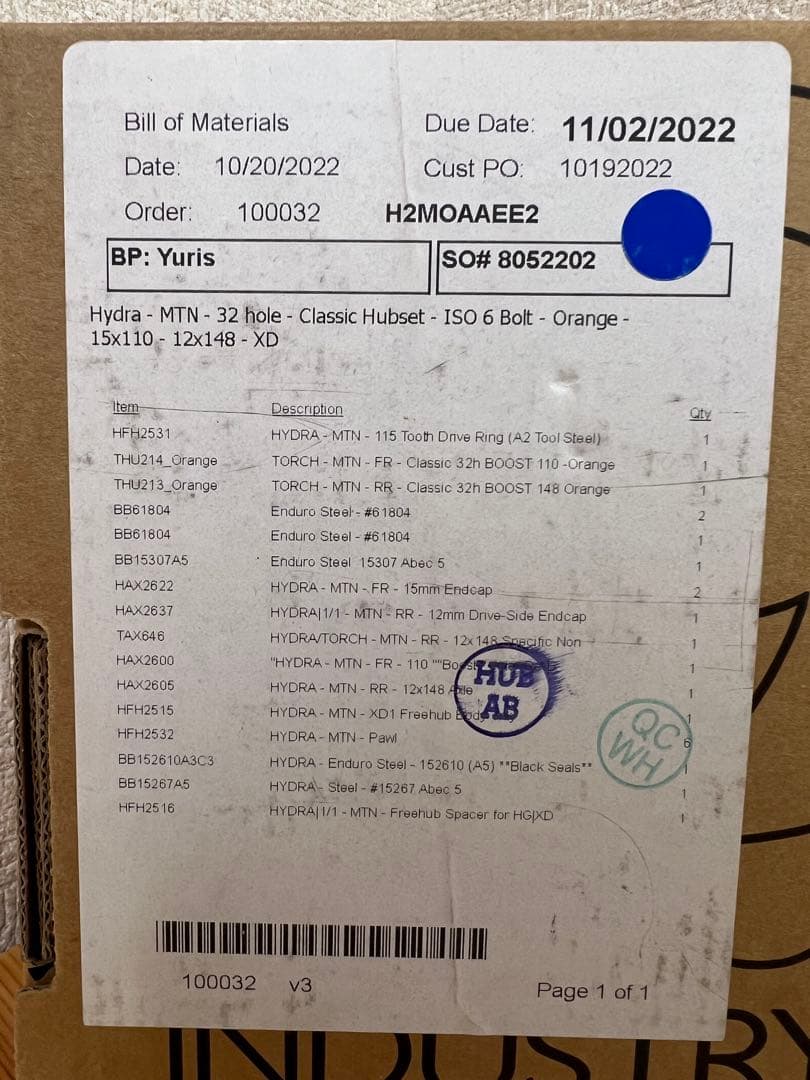 Bill of Materials Due Date: 11/02/2022
Date: 10/20/2022 Cust PO: 10192022
Order: 100032 H2MOAAEE2
BP: Yuris SO# 8052202
Hydra - MTN - 32 hole - Classic Hubset - ISO 6 Bolt - Orange -
15x110 - 12x148 - XD
Item Description Qty
HFH2531 HYDRA - MTN - 115 Tooth Drive Ring (A2 Tool Steel) 1
THU214_Orange TORCH - MTN - FR - Classic 32h BOOST 110 -Orange 1
THU213_Orange TORCH - MTN - RR - Classic 32h BOOST 148 Orange 1
BB61804 Enduro Steel - #61804 2
BB61804 Enduro Steel - #61804 1
BB15307A5 Enduro Steel 15307 Abec 5 1
HAX2622 HYDRA - MTN - FR - 15mm Endcap 2
HAX2637 HYDRA|1/1 - MTN - RR - 12mm Drive-Side Endcap 1
TAX646 HYDRA/TORCH - MTN - RR - 12x148 Specific Non 1
HAX2600 "HYDRA - MTN - FR - 110 ""Boost 1
HAX2605 HYDRA - MTN - RR - 12x148 Axle 1
HFH2515 HYDRA - MTN - XD1 Freehub Body 1
HFH2532 HYDRA - MTN - Pawl 6
BB152610A3C3 HYDRA - Enduro Steel - 152610 (A5) **Black Seals** 1
BB15267A5 HYDRA - Steel - #15267 Abec 5 1
HFH2516 HYDRA|1/1 - MTN - Freehub Spacer for HG|XD 1
HUB
AB
QC
WH
100032 v3 Page 1 of 1
INDUSTRY